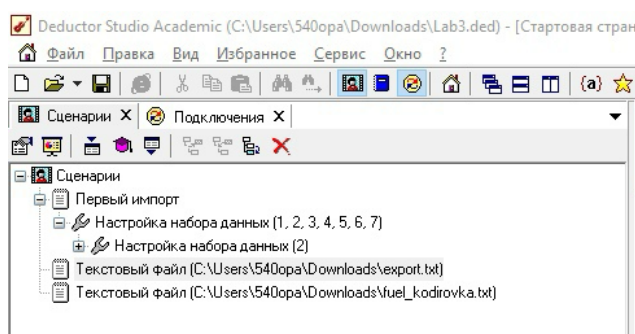 Deductor Studio Academic (C:\Users\540opa\Downloads\Lab3.ded) - [Стартовая стран
Файл Правка Вид Избранное Сервис Окно ?
{a}
Сценарии X Подключения X
Сценарии
Первый импорт
Настройка набора данных (1, 2, 3, 4, 5, 6, 7)
Настройка набора данных (2)
Текстовый файл (C:\Users\540opa\Downloads\export.txt)
Текстовый файл (C:\Users\540opa\Downloads\fuel_kodirovka.txt)